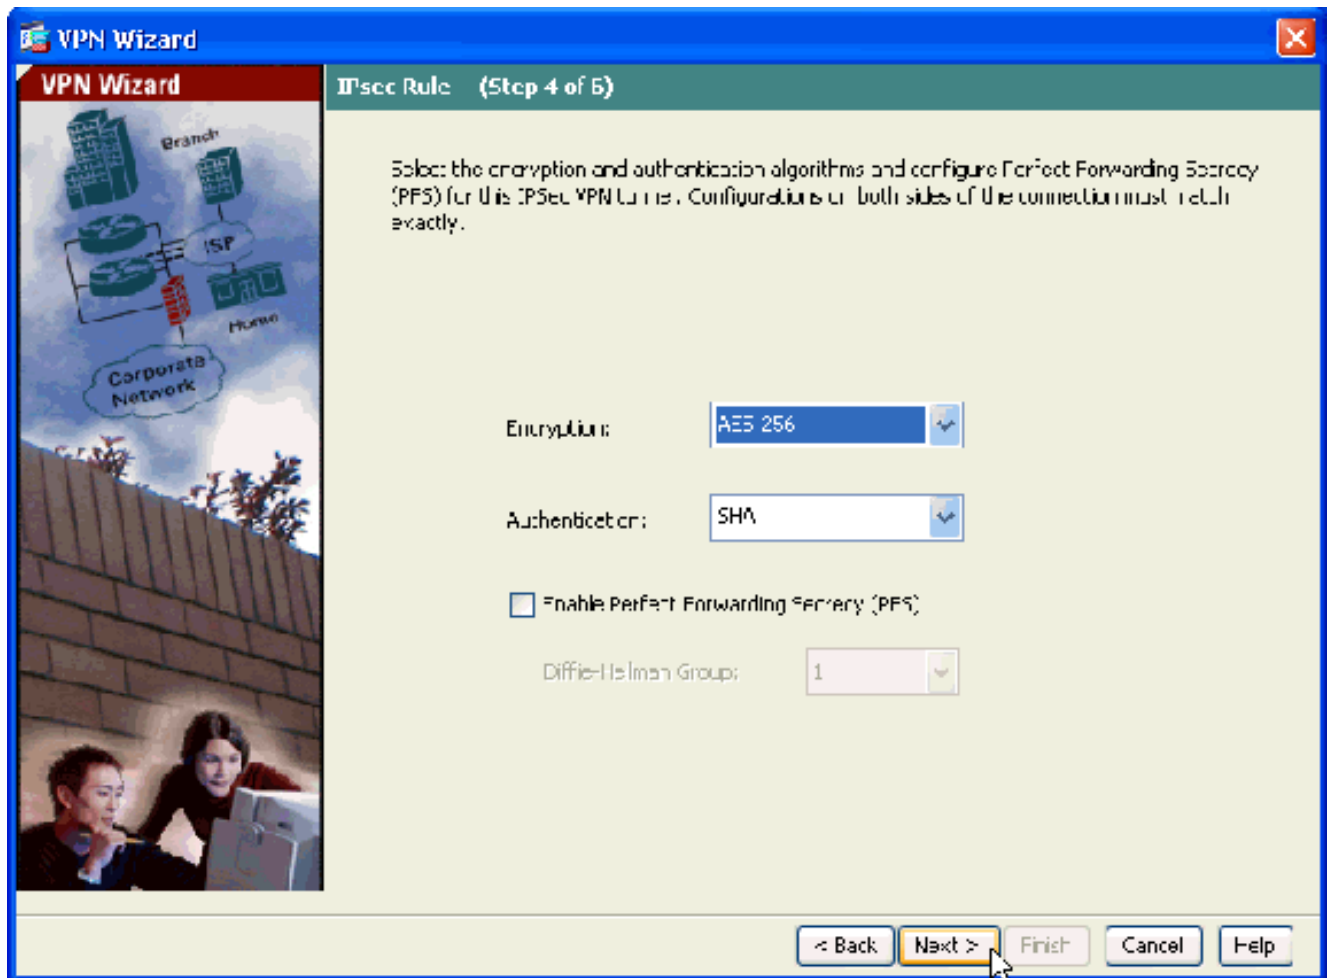 VPN Wizard
VPN Wizard
IPsec Rule (Step 4 of 6)
Branch
ISP
Home
Corporate
Network
Select the encryption and authentication algorithms and configure Perfect Forwarding Secrecy
(PFS) for this IPSec VPN tunnel. Configurations on both sides of the connection must match
exactly.
Encryption:
AES 256
Authentication:
SHA
Enable Perfect Forwarding Secrecy (PFS)
Diffie-Hellman Group:
1
< Back
Next >
Finish
Cancel
Help